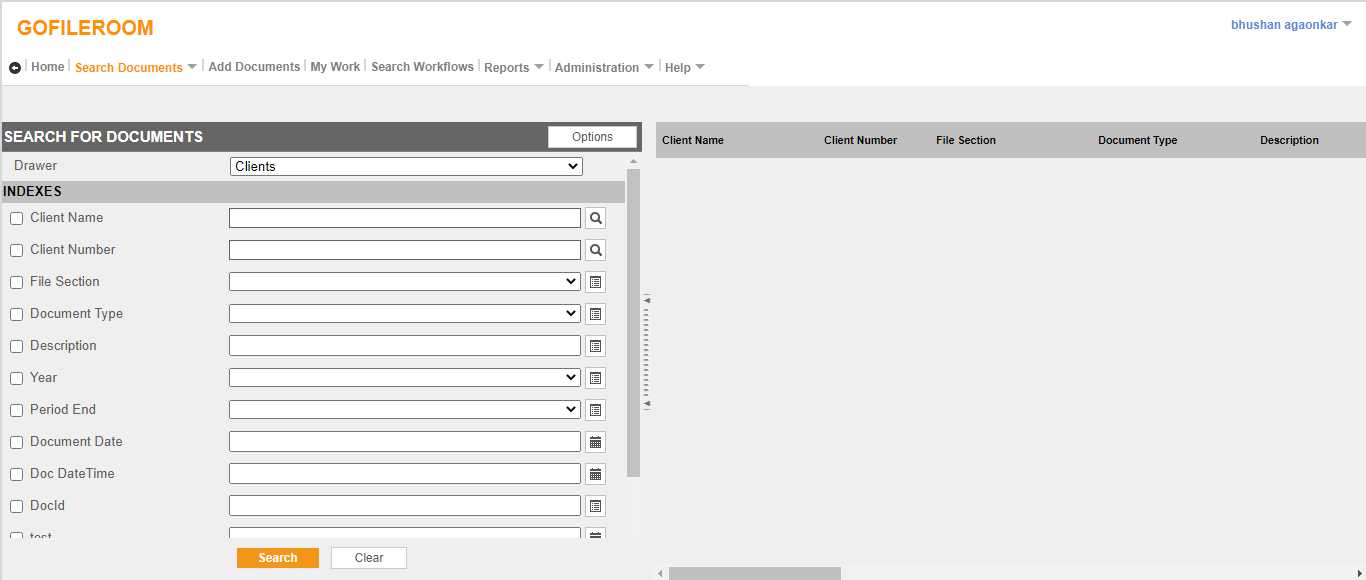 GOFILEROOM
bhushan agaonkar
Home Search Documents Add Documents My Work Search Workflows Reports Administration Help
SEARCH FOR DOCUMENTS Options
Client Name Client Number File Section Document Type Description
Drawer Clients
INDEXES
Client Name
Client Number
File Section
Document Type
Description
Year
Period End
Document Date
Doc DateTime
DocId
test
Search Clear